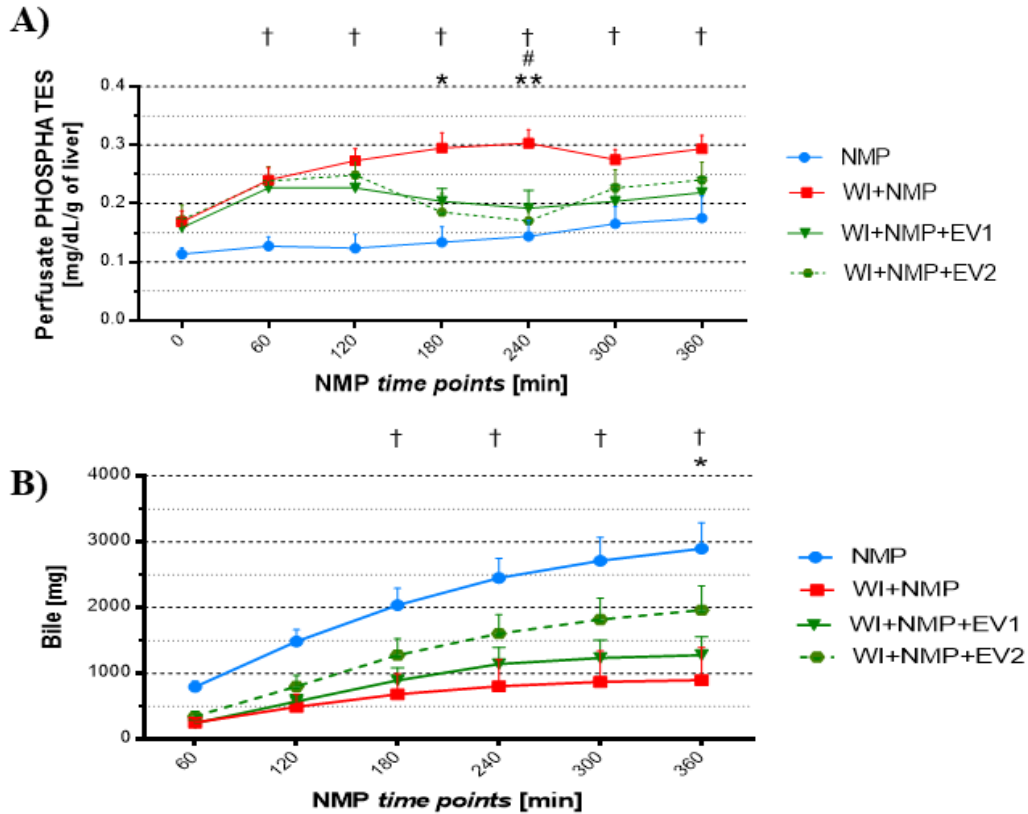 A)
† † † † † †
#
* **
Perfusate PHOSPHATES
[mg/dL/g of liver]
0.4
0.3
0.2
0.1
0.0
0 60 120 180 240 300 360
NMP time points [min]
NMP
WI+NMP
WI+NMP+EV1
WI+NMP+EV2
B)
† † † †
*
Bile [mg]
4000
3000
2000
1000
0
60 120 180 240 300 360
NMP time points [min]
NMP
WI+NMP
WI+NMP+EV1
WI+NMP+EV2